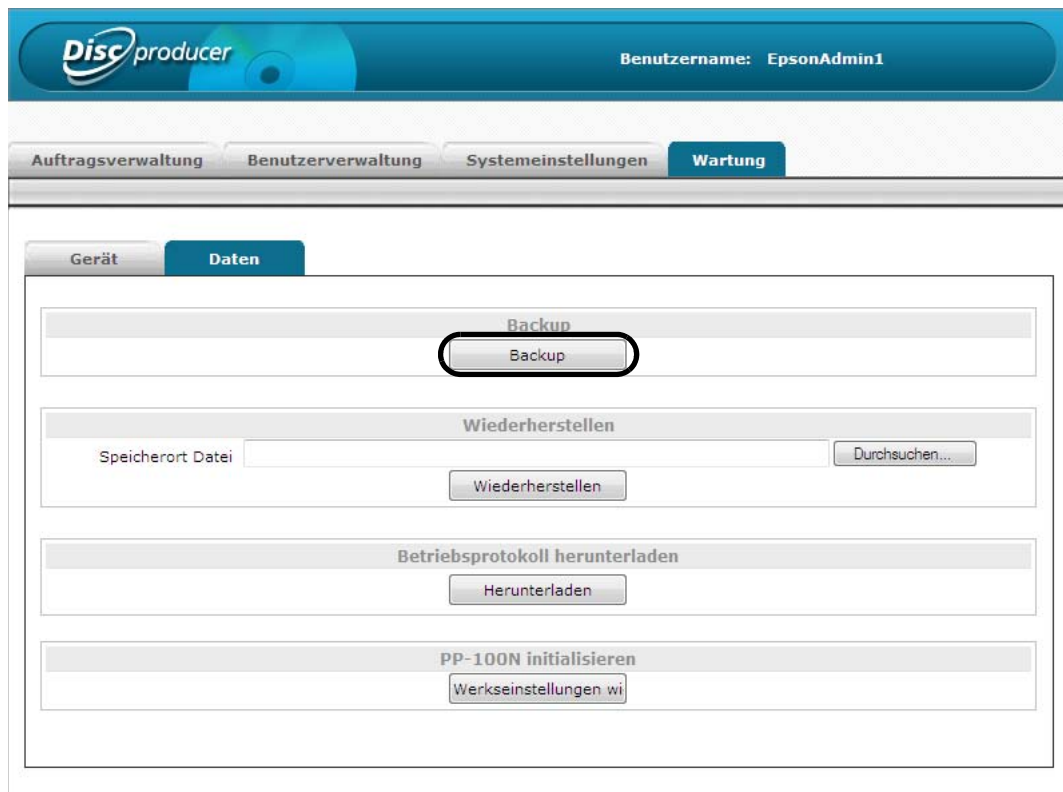 Disc producer
Benutzername: EpsonAdmin1
Auftragsverwaltung Benutzerverwaltung Systemeinstellungen Wartung
Gerät Daten
Backup
Backup
Wiederherstellen
Speicherort Datei Durchsuchen...
Wiederherstellen
Betriebsprotokoll herunterladen
Herunterladen
PP-100N initialisieren
Werkseinstellungen wi